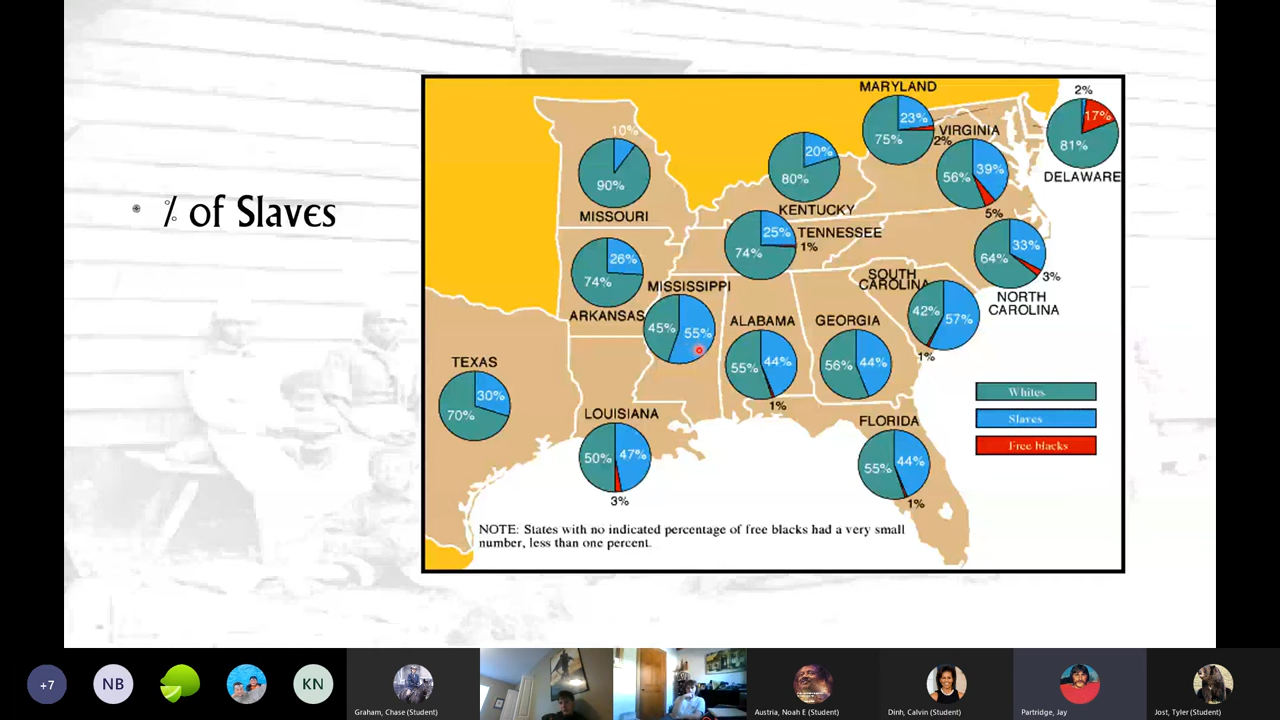 % of Slaves
MARYLAND
23%
75%
2%
2%
17%
81%
DELAWARE
VIRGINIA
39%
56%
5%
10%
90%
MISSOURI
20%
80%
KENTUCKY
25%
74%
TENNESSEE
1%
33%
64%
3%
NORTH
CAROLINA
26%
74%
ARKANSAS
MISSISSIPPI
45%
55%
ALABAMA
44%
55%
1%
GEORGIA
56%
44%
SOUTH
CAROLINA
42%
57%
1%
TEXAS
30%
70%
LOUISIANA
50%
47%
3%
FLORIDA
55%
44%
1%
Whites
Slaves
Free blacks
NOTE: States with no indicated percentage of free blacks had a very small
number, less than one percent.
+7
NB
KN
Graham, Chase (Student)
Austria, Noah E (Student)
Dinh, Calvin (Student)
Partridge, Jay
Jost, Tyler (Student)